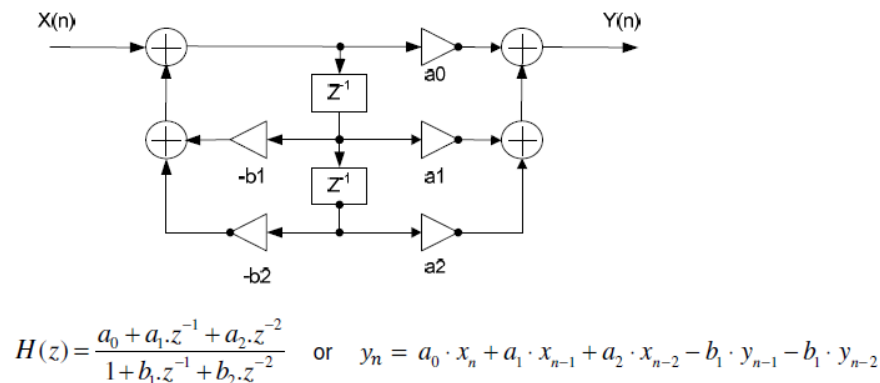 X(n) Y(n)
a0
Z⁻¹
-b1 a1
Z⁻¹
-b2 a2
H(z) = (a₀ + a₁.z⁻¹ + a₂.z⁻²) / (1 + b₁.z⁻¹ + b₂.z⁻²) or yₙ = a₀ · xₙ + a₁ · xₙ₋₁ + a₂ · xₙ₋₂ − b₁ · yₙ₋₁ − b₁ · yₙ₋₂